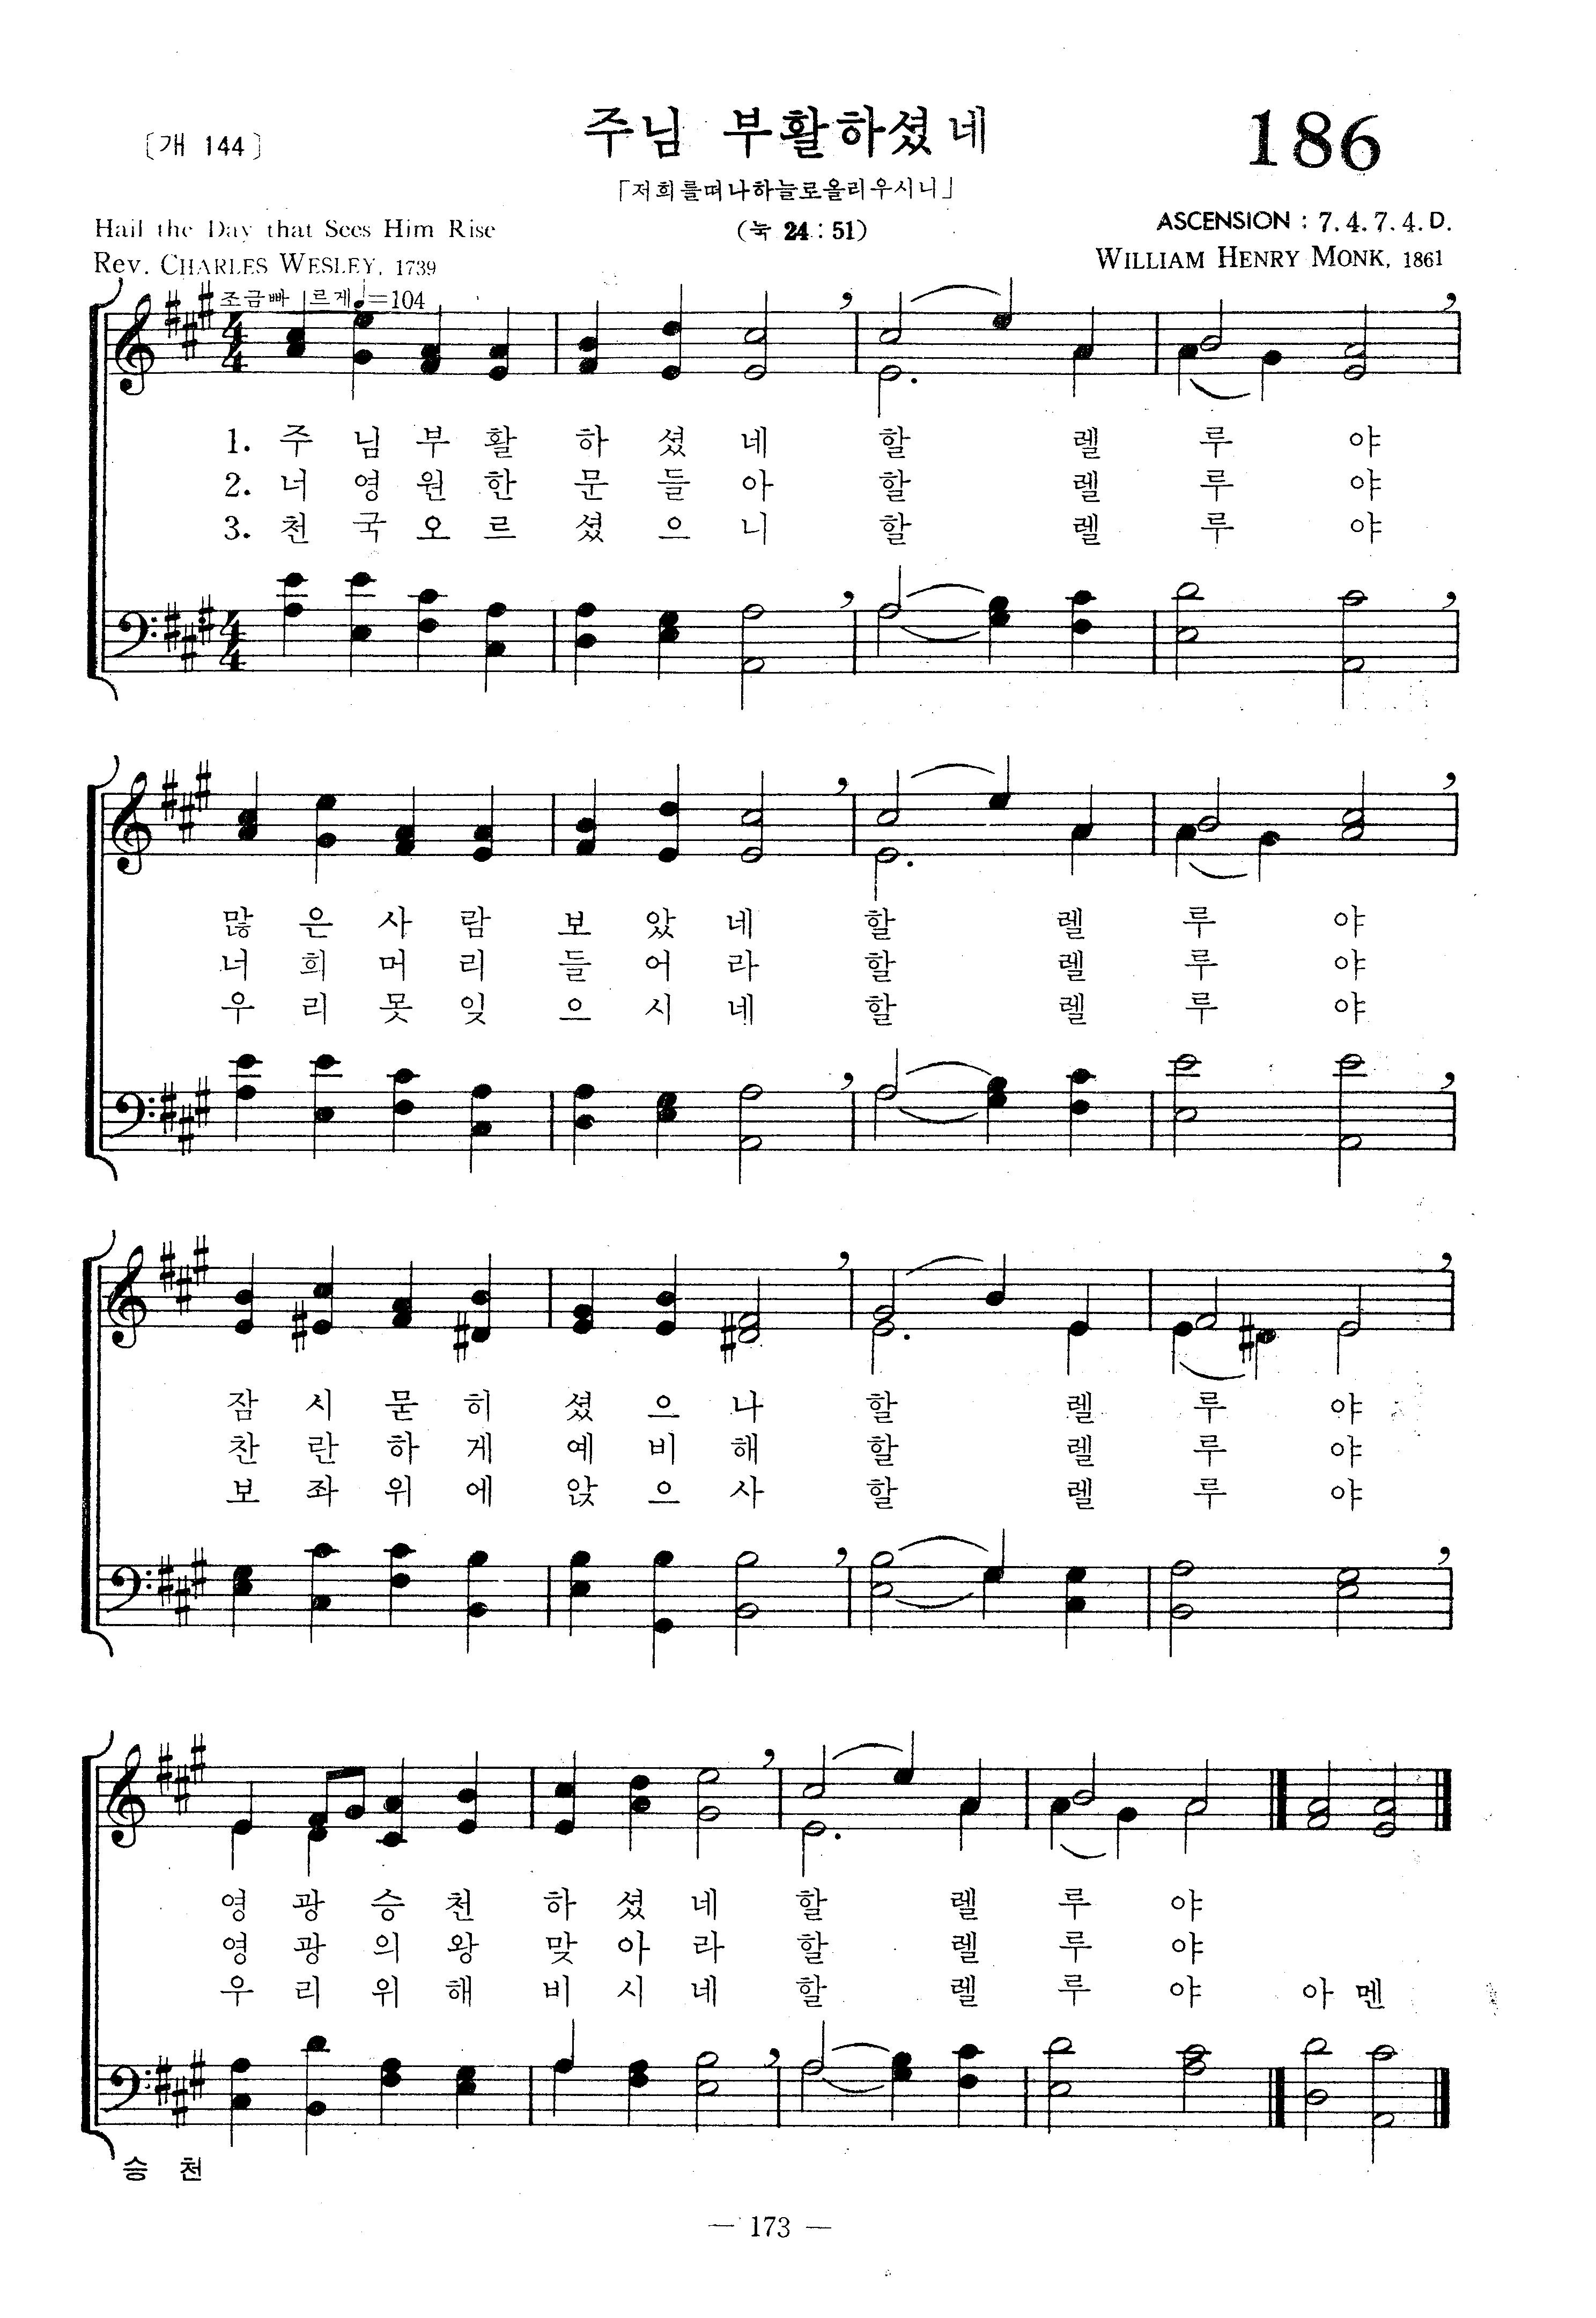 주님 부활하셨네
186
〔개 144〕
「저희를떠나하늘로올리우시니」
(눅 24 : 51)
Hail the Day that Sees Him Rise
Rev. CHARLES WESLEY, 1739
ASCENSION : 7. 4. 7. 4. D.
WILLIAM HENRY MONK, 1861
조금빠르게 ♩=104
4/4
1. 주 님 부 활 하 셨 네 할 렐 루 야
2. 너 영 원 한 문 들 아 할 렐 루 야
3. 천 국 오 르 셨 으 니 할 렐 루 야
4/4
많 은 사 람 보 았 네 할 렐 루 야
너 희 머 리 들 어 라 할 렐 루 야
우 리 못 잊 으 시 네 할 렐 루 야
잠 시 묻 히 셨 으 나 할 렐 루 야
찬 란 하 게 예 비 해 할 렐 루 야
보 좌 위 에 앉 으 사 할 렐 루 야
영 광 승 천 하 셨 네 할 렐 루 야
영 광 의 왕 맞 아 라 할 렐 루 야
우 리 위 해 비 시 네 할 렐 루 야 아 멘
승 천
— 173 —